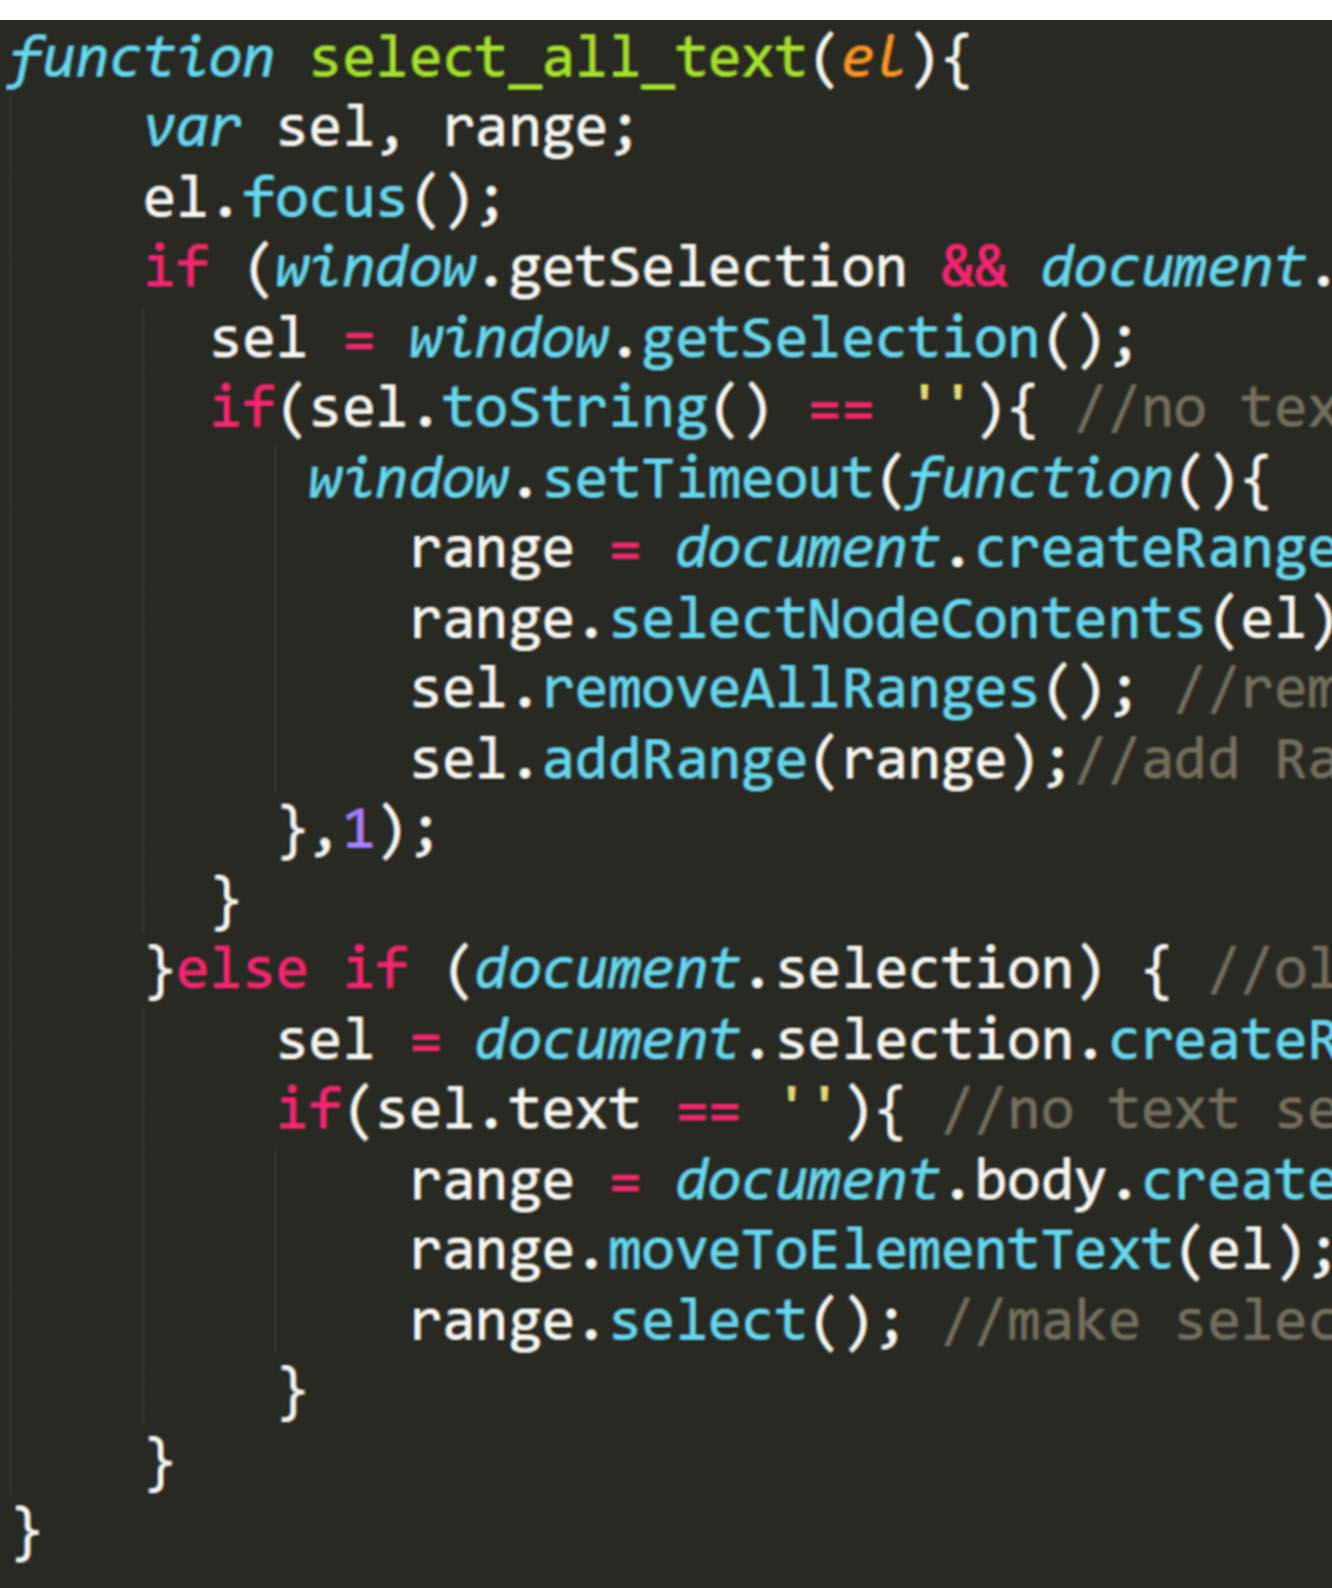 function select_all_text(el){
var sel, range;
el.focus();
if (window.getSelection && document.
sel = window.getSelection();
if(sel.toString() == ''){ //no tex
window.setTimeout(function(){
range = document.createRange
range.selectNodeContents(el)
sel.removeAllRanges(); //rem
sel.addRange(range);//add Ra
},1);
}
}else if (document.selection) { //ol
sel = document.selection.createR
if(sel.text == ''){ //no text se
range = document.body.create
range.moveToElementText(el);
range.select(); //make selec
}
}
}